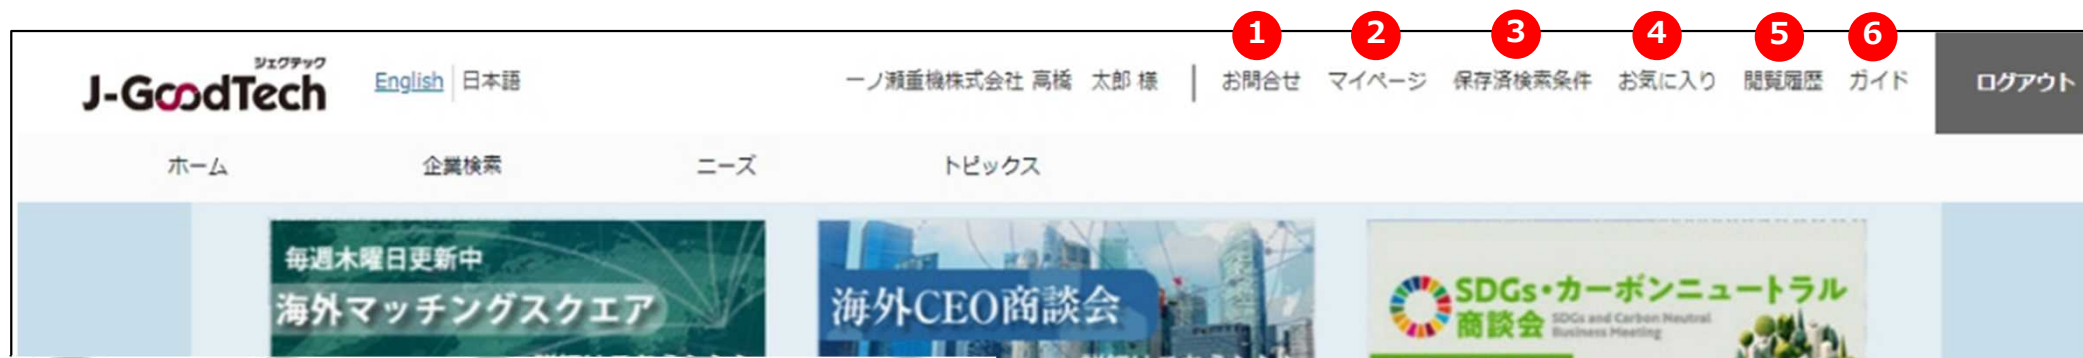 1 2 3 4 5 6
ジェグテック
J-GoodTech
English 日本語
一ノ瀬重機株式会社 高橋 太郎 様
お問合せ マイページ 保存済検索条件 お気に入り 閲覧履歴 ガイド
ログアウト
ホーム 企業検索 ニーズ トピックス
毎週木曜日更新中
海外マッチングスクエア
海外CEO商談会
SDGs・カーボンニュートラル
商談会 SDGs and Carbon Neutral
Business Meeting